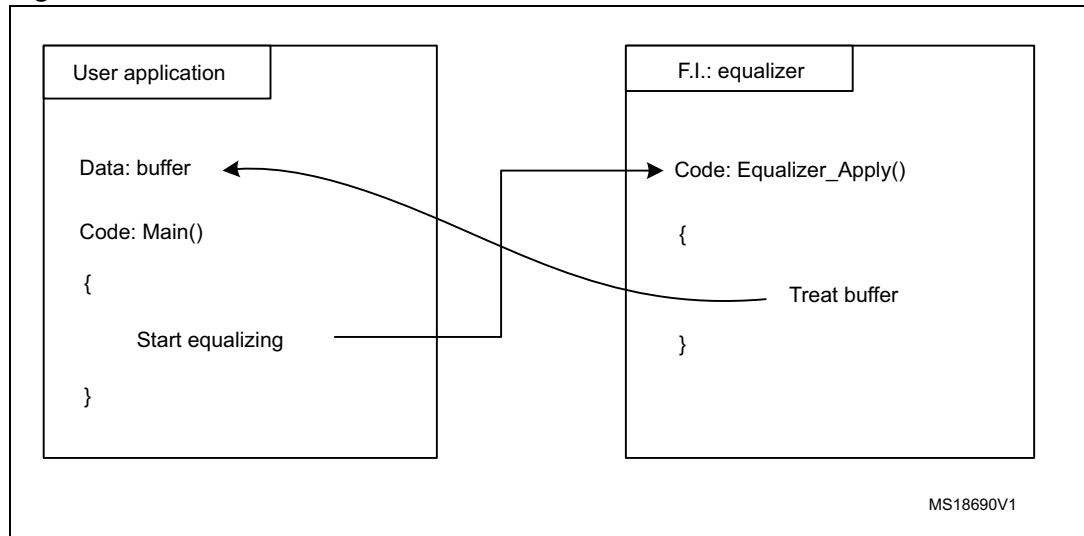 User application
Data: buffer
Code: Main()
{
Start equalizing
}
F.I.: equalizer
Code: Equalizer_Apply()
{
Treat buffer
}
MS18690V1